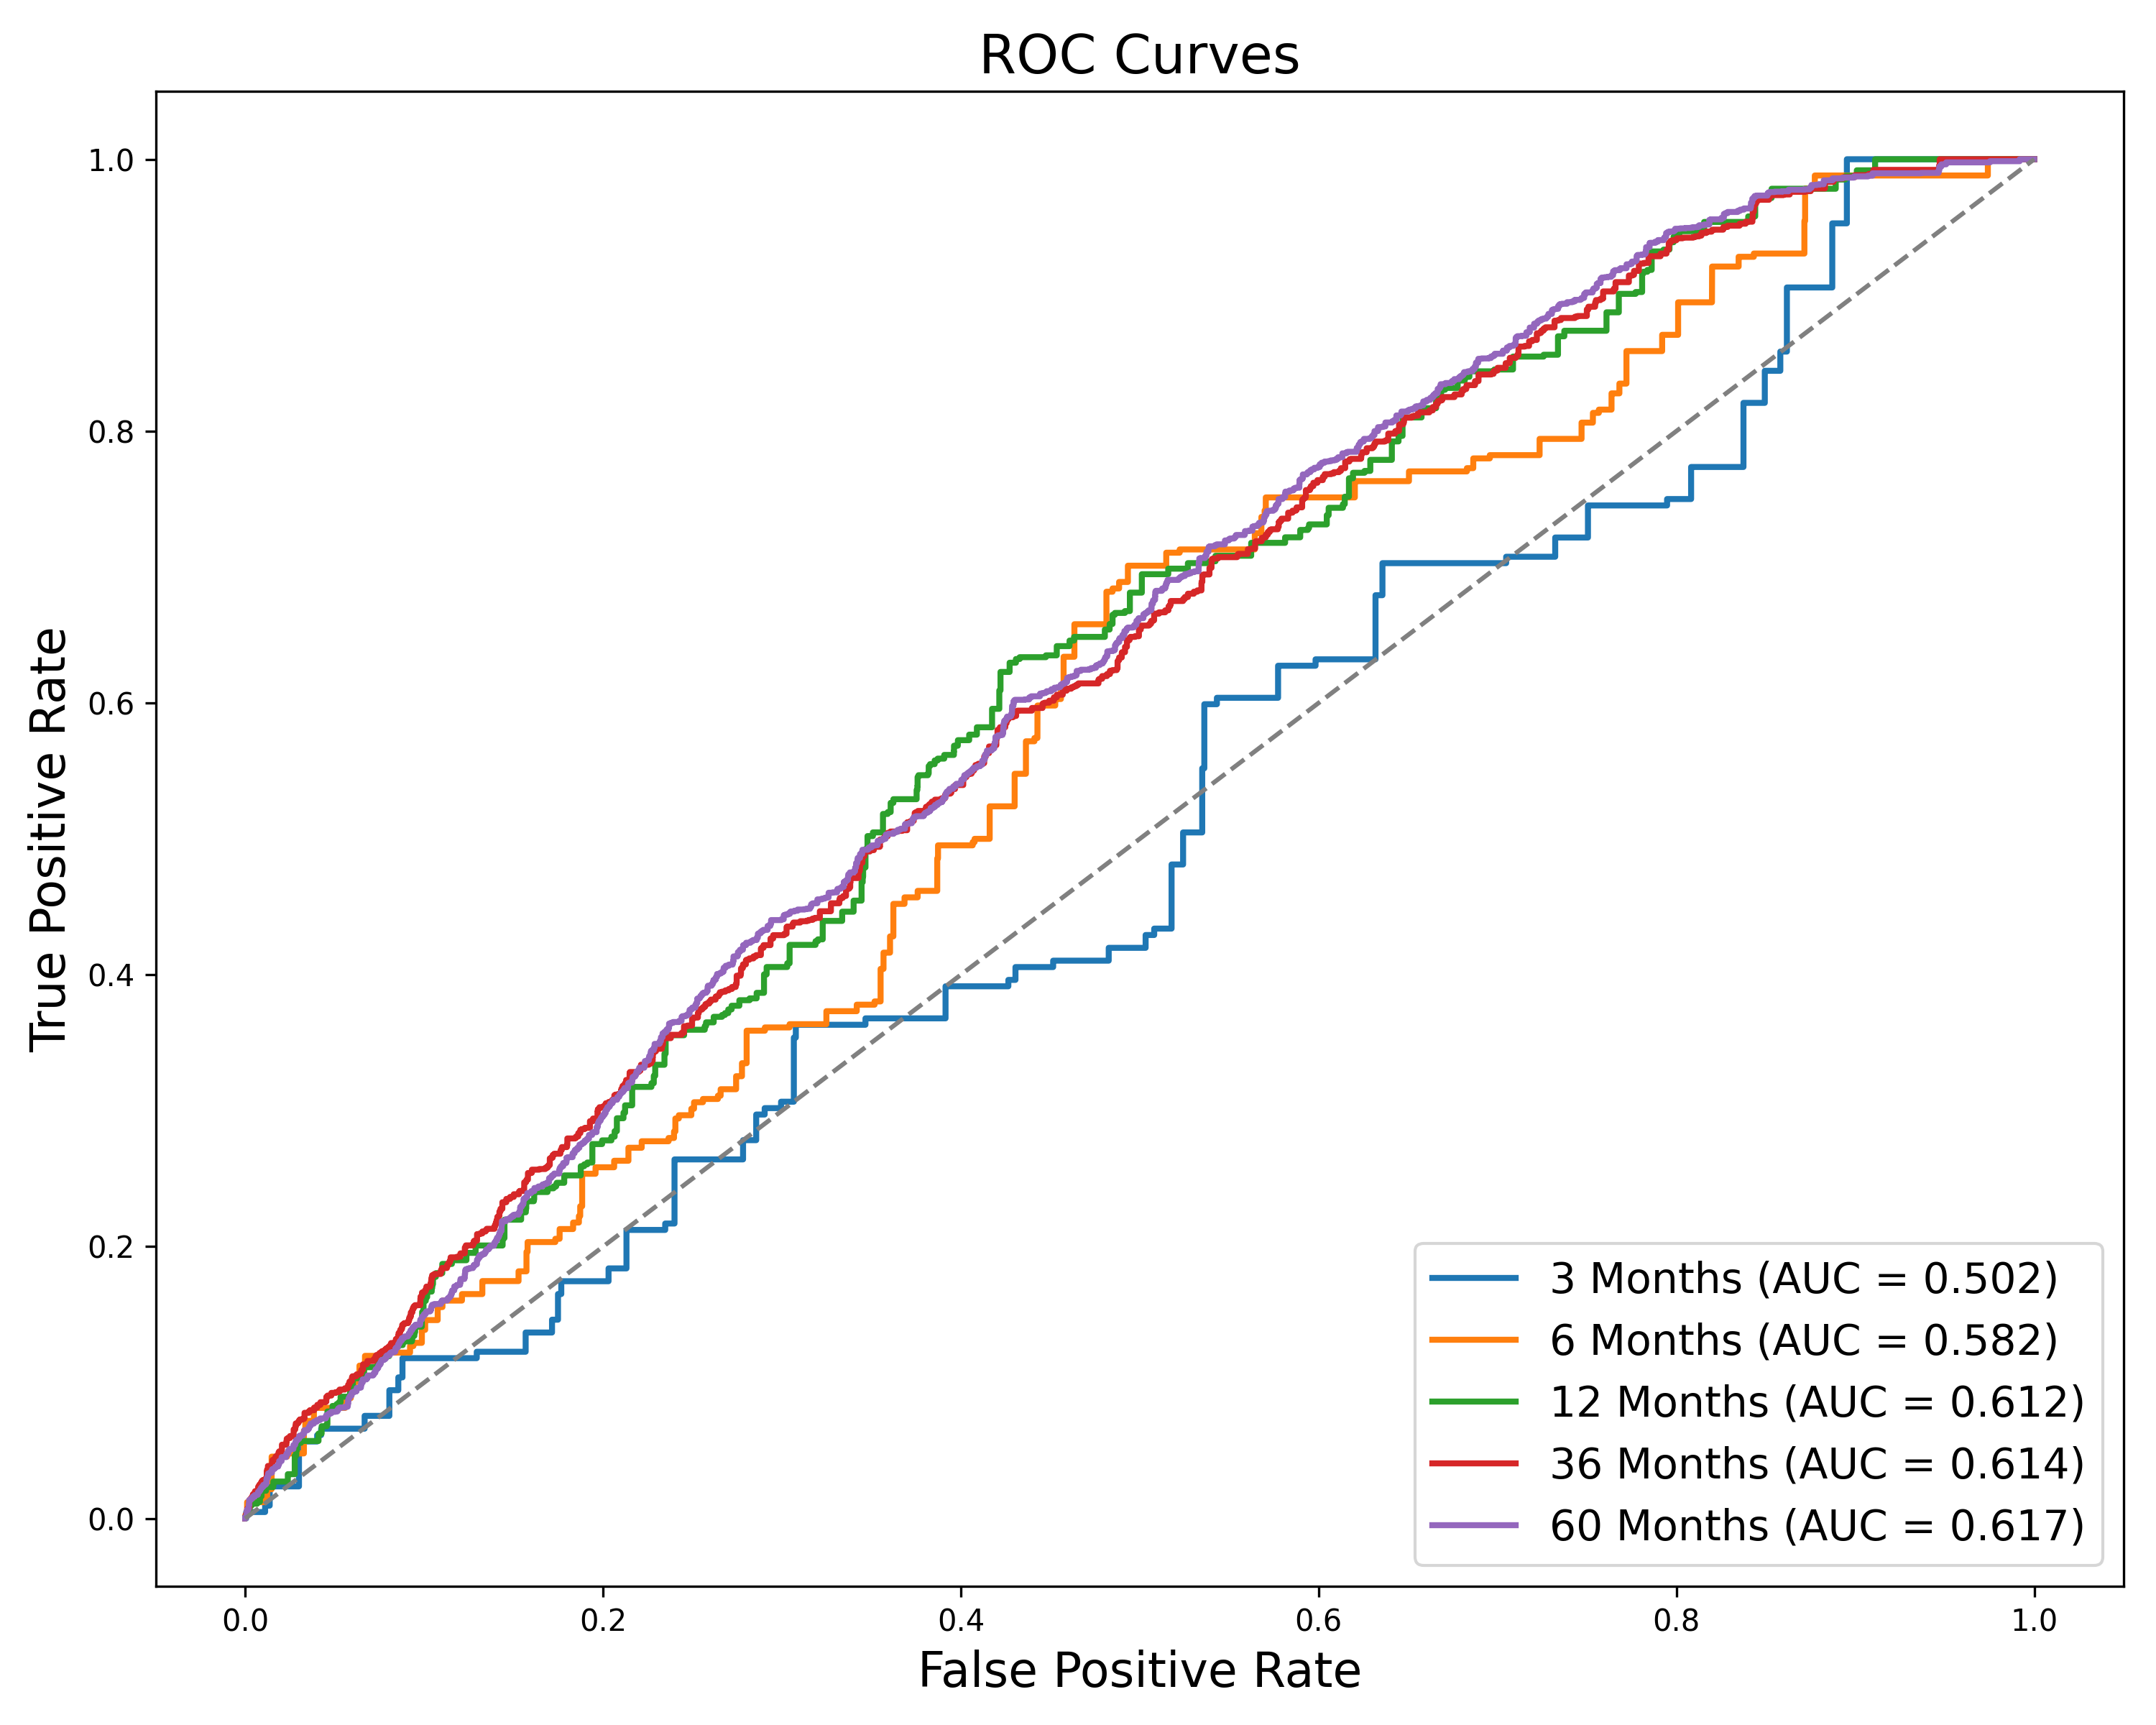 ROC Curves
True Positive Rate
1.0
0.8
0.6
0.4
0.2
0.0
0.0 0.2 0.4 0.6 0.8 1.0
False Positive Rate
3 Months (AUC = 0.502)
6 Months (AUC = 0.582)
12 Months (AUC = 0.612)
36 Months (AUC = 0.614)
60 Months (AUC = 0.617)